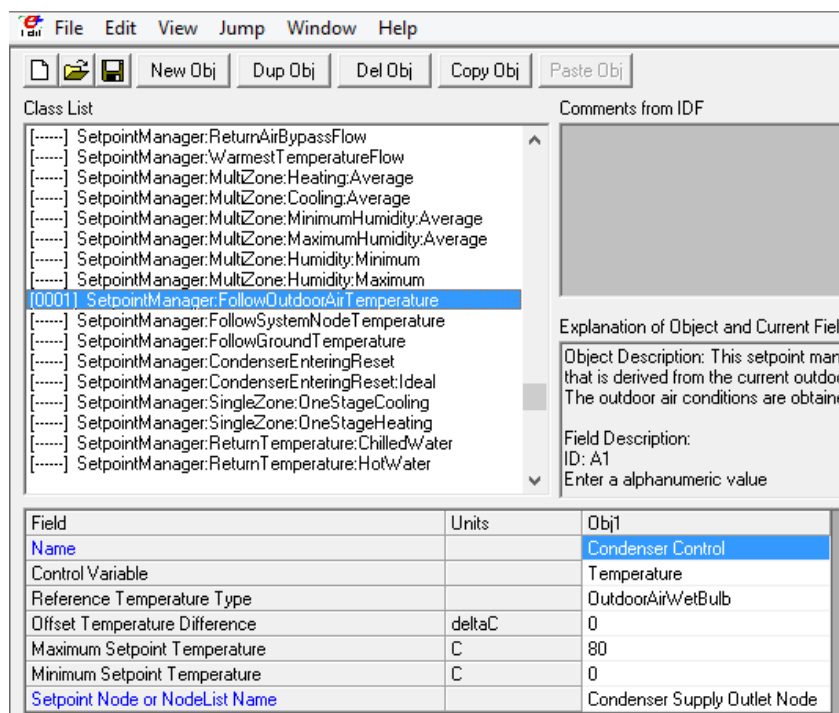 File Edit View Jump Window Help
New Obj Dup Obj Del Obj Copy Obj Paste Obj
Class List
[------] SetpointManager:ReturnAirBypassFlow
[------] SetpointManager:WarmestTemperatureFlow
[------] SetpointManager:MultiZone:Heating:Average
[------] SetpointManager:MultiZone:Cooling:Average
[------] SetpointManager:MultiZone:MinimumHumidity:Average
[------] SetpointManager:MultiZone:MaximumHumidity:Average
[------] SetpointManager:MultiZone:Humidity:Minimum
[------] SetpointManager:MultiZone:Humidity:Maximum
[0001] SetpointManager:FollowOutdoorAirTemperature
[------] SetpointManager:FollowSystemNodeTemperature
[------] SetpointManager:FollowGroundTemperature
[------] SetpointManager:CondenserEnteringReset
[------] SetpointManager:CondenserEnteringReset:Ideal
[------] SetpointManager:SingleZone:OneStageCooling
[------] SetpointManager:SingleZone:OneStageHeating
[------] SetpointManager:ReturnTemperature:ChilledWater
[------] SetpointManager:ReturnTemperature:HotWater
Comments from IDF
Explanation of Object and Current Fiel
Object Description: This setpoint man
that is derived from the current outdoo
The outdoor air conditions are obtaine
Field Description:
ID: A1
Enter a alphanumeric value
Field Units Obj1
Name Condenser Control
Control Variable Temperature
Reference Temperature Type OutdoorAirWetBulb
Offset Temperature Difference deltaC 0
Maximum Setpoint Temperature C 80
Minimum Setpoint Temperature C 0
Setpoint Node or NodeList Name Condenser Supply Outlet Node